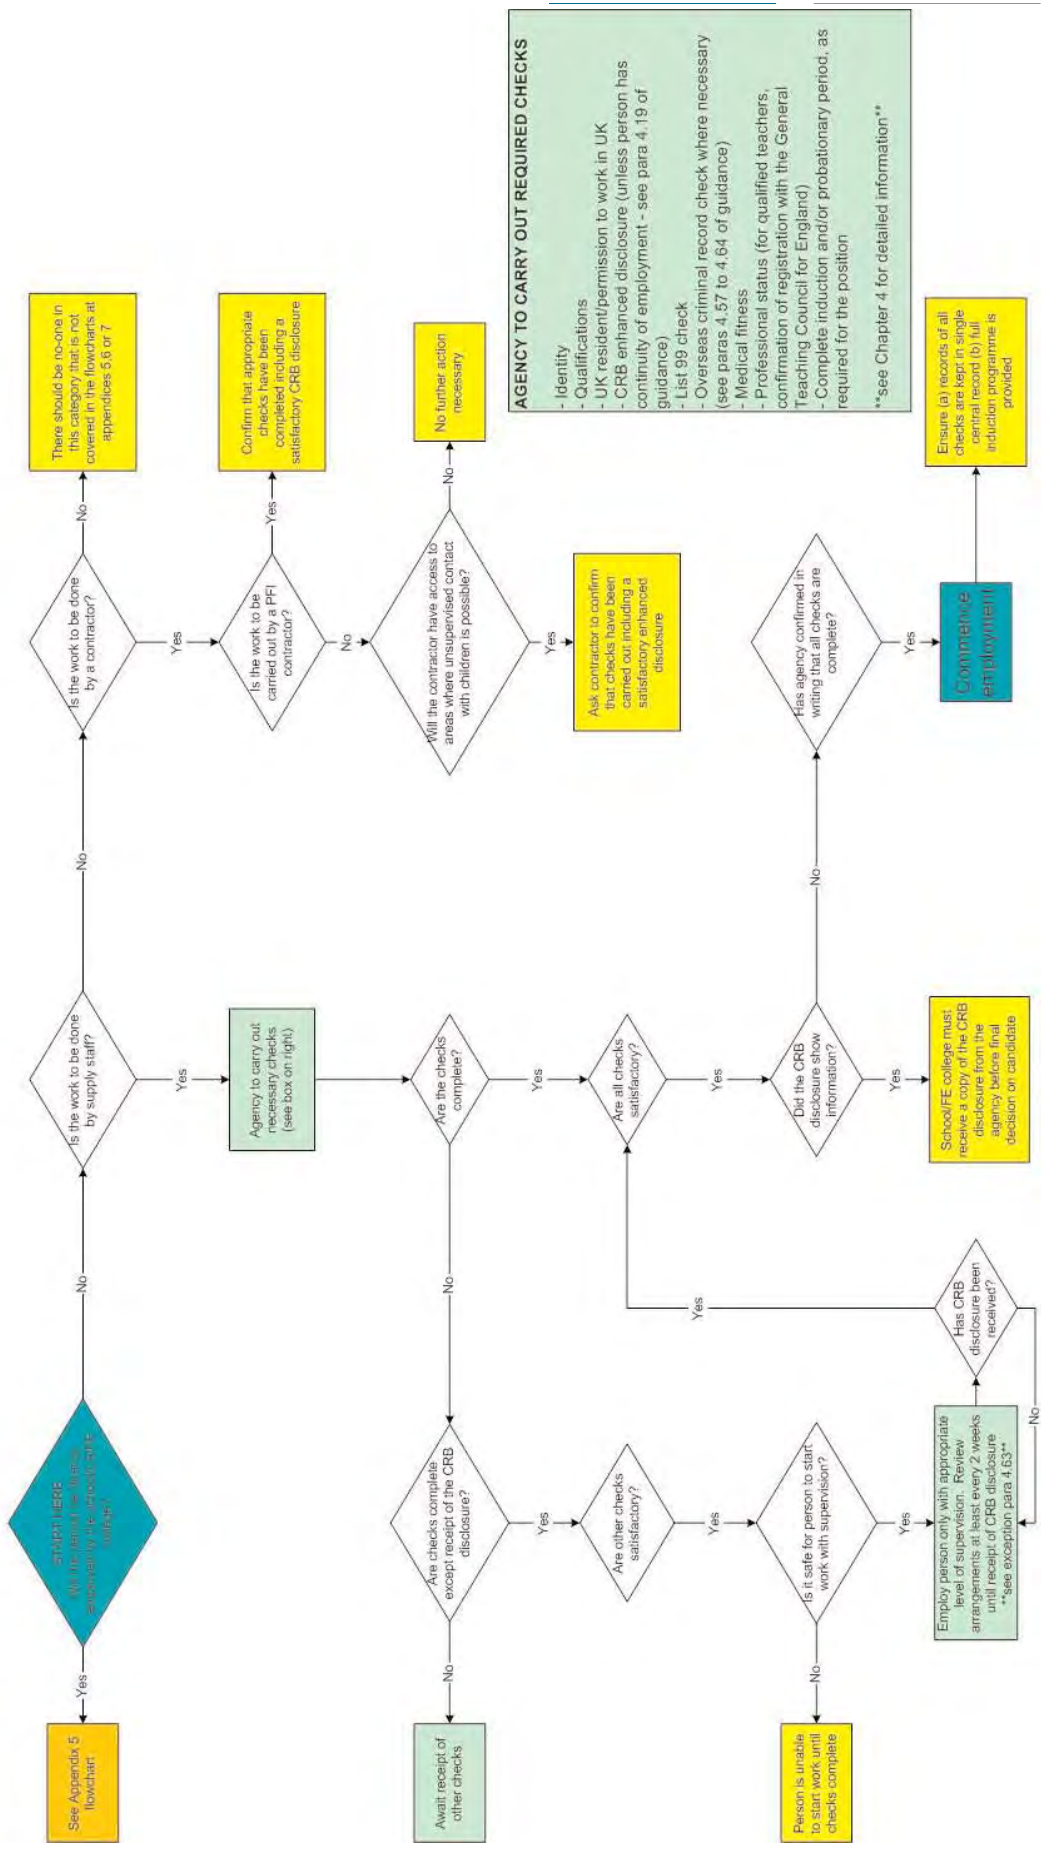 See Appendix 5
flowchart
Yes
START HERE
Will the person be directly
employed by the school/FE
college?
No
Is the work to be done
by supply staff?
No
Is the work to be done
by a contractor?
No
There should be no-one in
this category that is not
covered in the flowcharts at
appendices 5,6 or 7
Yes
Agency to carry out
necessary checks
(see box on right)
Yes
Is the work to be
carried out by a PFI
contractor?
Yes
Confirm that appropriate
checks have been
completed including a
satisfactory CRB disclosure
No
Will the contractor have access to
areas where unsupervised contact
with children is possible?
No
No further action
necessary
Yes
Ask contractor to confirm
that checks have been
carried out including a
satisfactory enhanced
disclosure
Are the checks
complete?
No
Are checks complete
except receipt of the CRB
disclosure?
No
Await receipt of
other checks
Yes
Are other checks
satisfactory?
Yes
Are all checks
satisfactory?
Yes
Is it safe for person to start
work with supervision?
No
Person is unable
to start work until
checks complete
Yes
Employ person only with appropriate
level of supervision. Review
arrangements at least every 2 weeks
until receipt of CRB disclosure
**see exception para 4.63**
Has CRB
disclosure been
received?
Yes
No
Yes
Did the CRB
disclosure show
information?
Yes
School/FE college must
receive a copy of the CRB
disclosure from the
agency before final
decision on candidate
No
Has agency confirmed in
writing that all checks are
complete?
Yes
Commence
employment
Ensure (a) records of all
checks are kept in single
central record (b) full
induction programme is
provided
AGENCY TO CARRY OUT REQUIRED CHECKS
- Identity
- Qualifications
- UK resident/permission to work in UK
- CRB enhanced disclosure (unless person has
continuity of employment - see para 4.19 of
guidance)
- List 99 check
- Overseas criminal record check where necessary
(see paras 4.57 to 4.64 of guidance)
- Medical fitness
- Professional status (for qualified teachers,
confirmation of registration with the General
Teaching Council for England)
- Complete induction and/or probationary period, as
required for the position
**see Chapter 4 for detailed information**